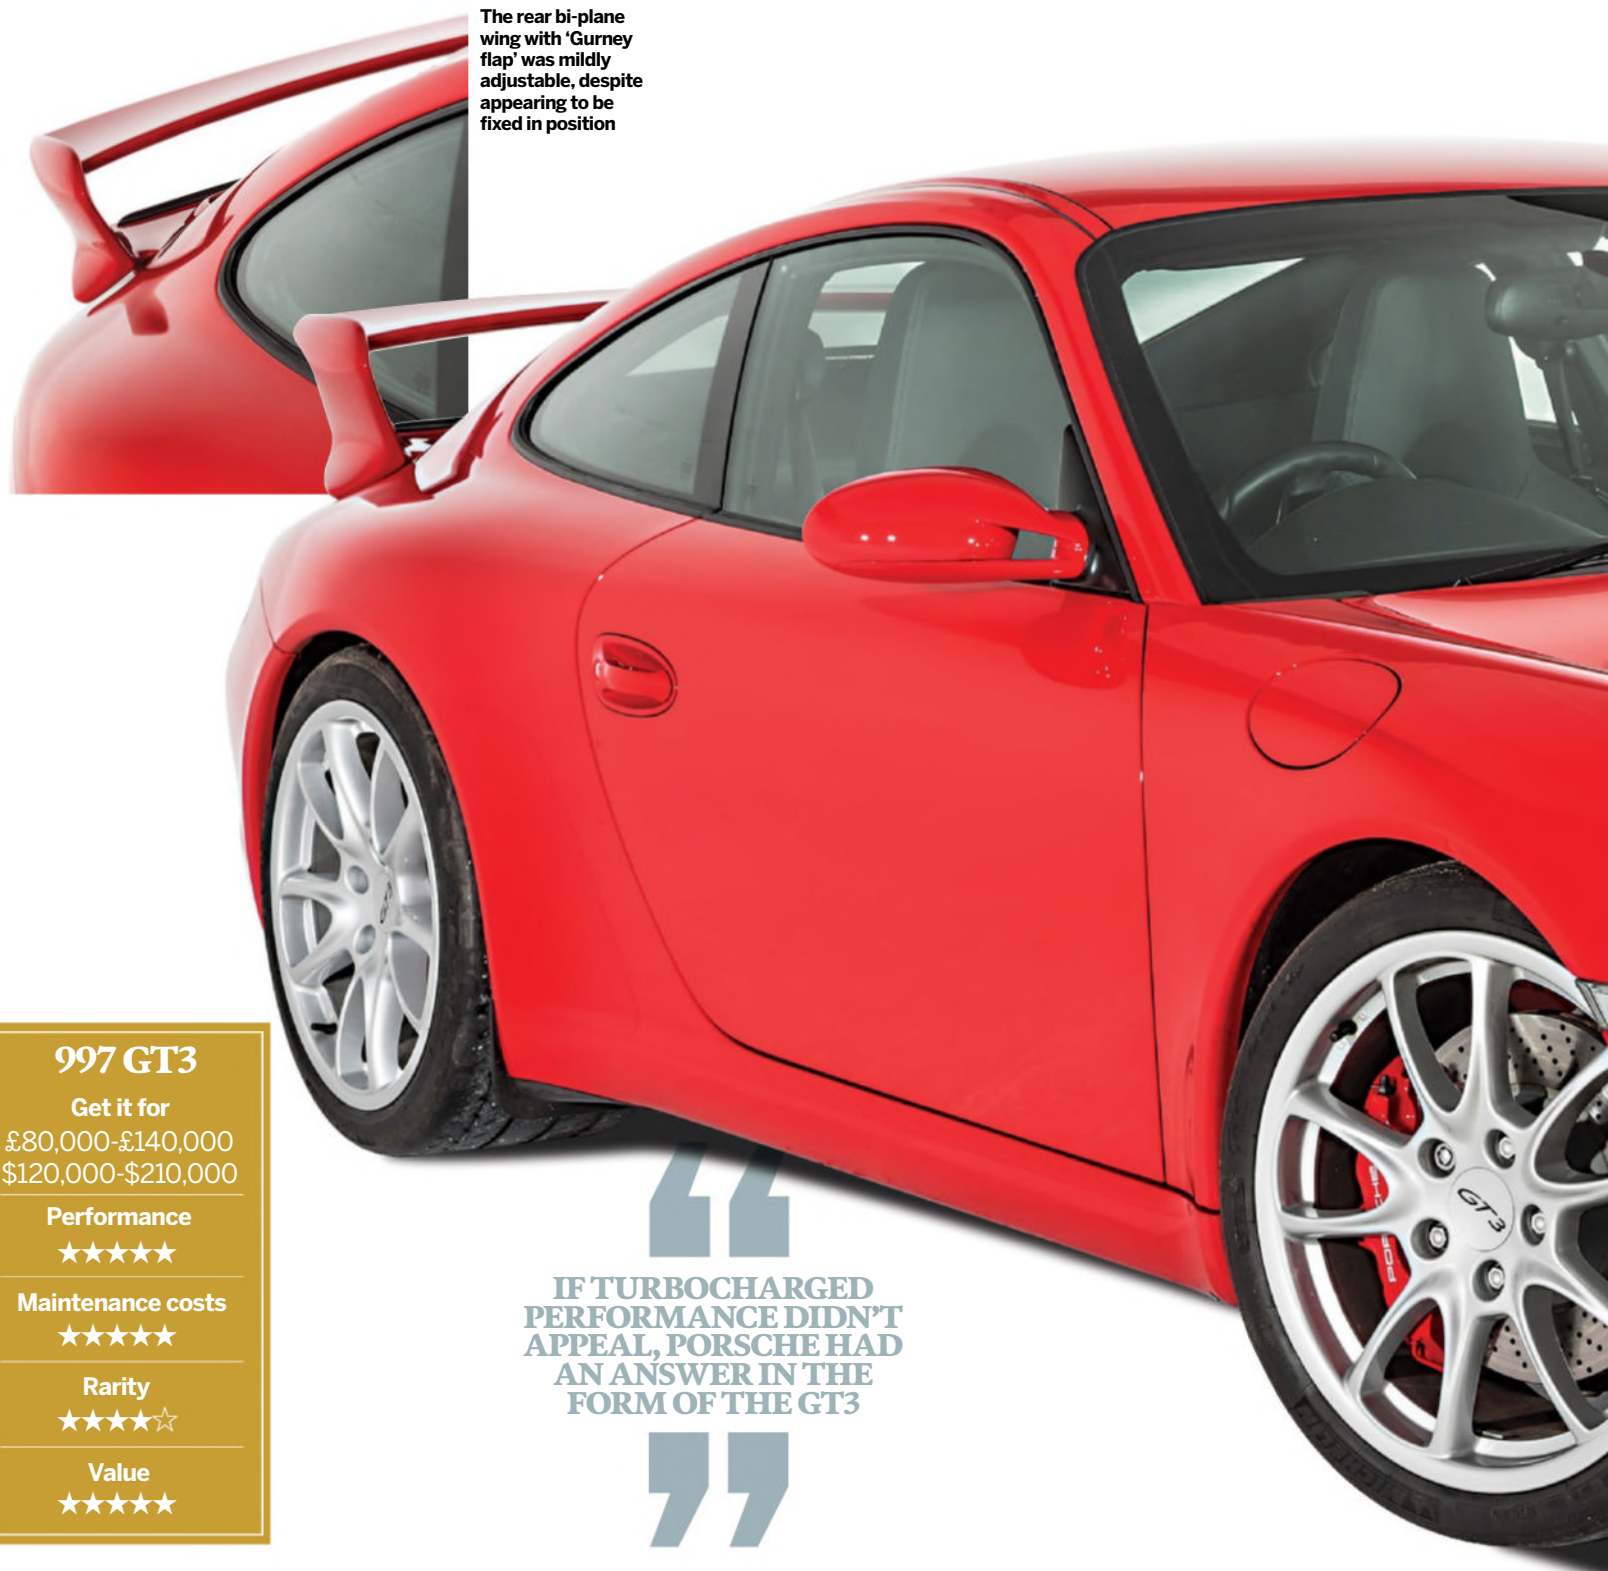 The rear bi-plane
wing with ‘Gurney
flap’ was mildly
adjustable, despite
appearing to be
fixed in position
997 GT3
Get it for
£80,000-£140,000
$120,000-$210,000
Performance
★★★★★
Maintenance costs
★★★★★
Rarity
★★★★☆
Value
★★★★★
“
IF TURBOCHARGED
PERFORMANCE DIDN’T
APPEAL, PORSCHE HAD
AN ANSWER IN THE
FORM OF THE GT3
”
GT3
PORSCHE